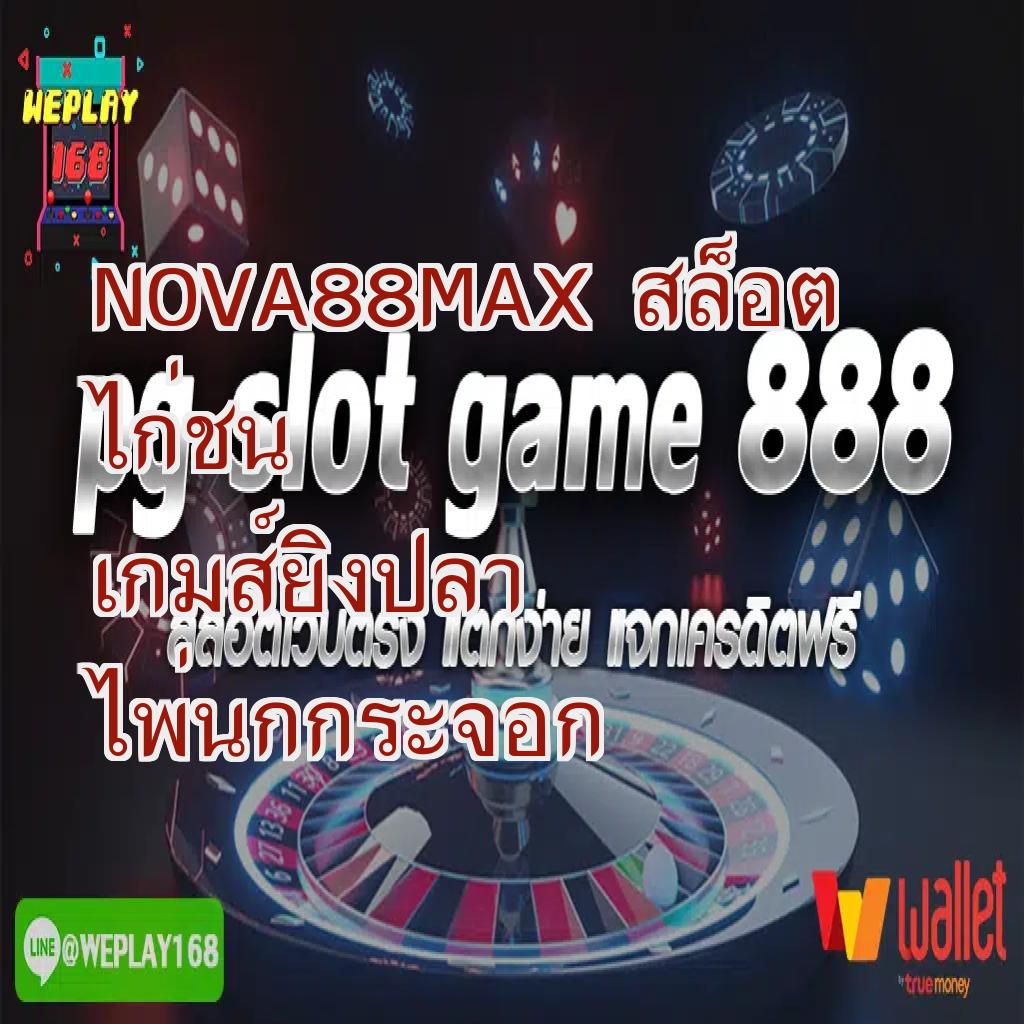 WEPLAY
168
NOVA88MAX สล็อต
pg slot game 888
ไก่ชน
เกมส์ยิงปลา
สล็อตเว็บตรง แตกง่าย แจกเครดิตฟรี
ไพ่นกกระจอก
LINE @WEPLAY168
wallet
by truemoney